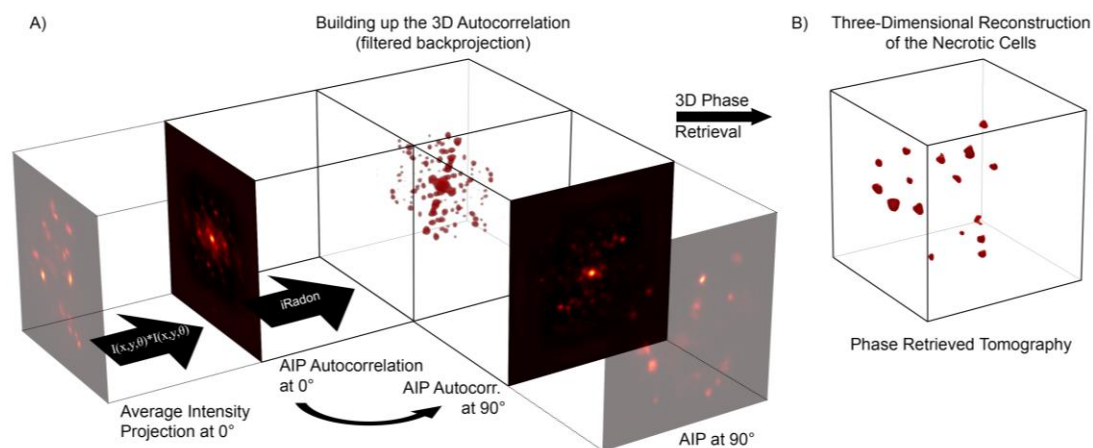 A)
Building up the 3D Autocorrelation
(filtered backprojection)
B)
Three-Dimensional Reconstruction
of the Necrotic Cells
3D Phase
Retrieval
I(x,y,θ)*I(x,y,θ)
iRadon
AIP Autocorrelation
at 0°
AIP Autocorr.
at 90°
Average Intensity
Projection at 0°
AIP at 90°
Phase Retrieved Tomography